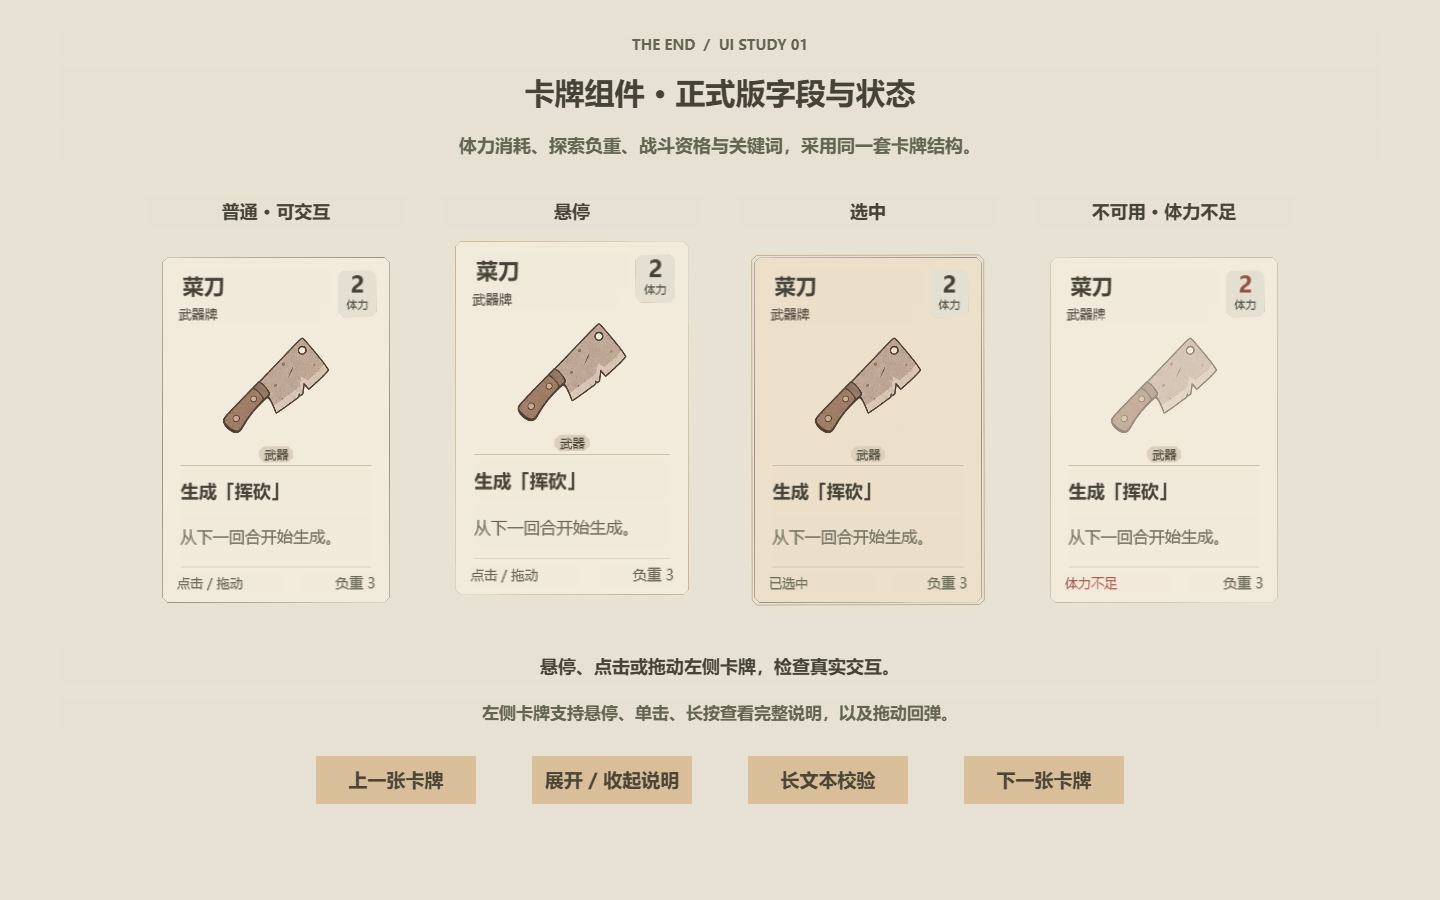 THE END / UI STUDY 01
卡牌组件・正式版字段与状态
体力消耗、探索负重、战斗资格与关键词，采用同一套卡牌结构。
普通・可交互
菜刀
2
体力
武器牌
武器
生成「挥砍」
从下一回合开始生成。
点击 / 拖动
负重 3
悬停
菜刀
2
体力
武器牌
武器
生成「挥砍」
从下一回合开始生成。
点击 / 拖动
负重 3
选中
菜刀
2
体力
武器牌
武器
生成「挥砍」
从下一回合开始生成。
已选中
负重 3
不可用・体力不足
菜刀
2
体力
武器牌
武器
生成「挥砍」
从下一回合开始生成。
体力不足
负重 3
悬停、点击或拖动左侧卡牌，检查真实交互。
左侧卡牌支持悬停、单击、长按查看完整说明，以及拖动回弹。
上一张卡牌
展开 / 收起说明
长文本校验
下一张卡牌